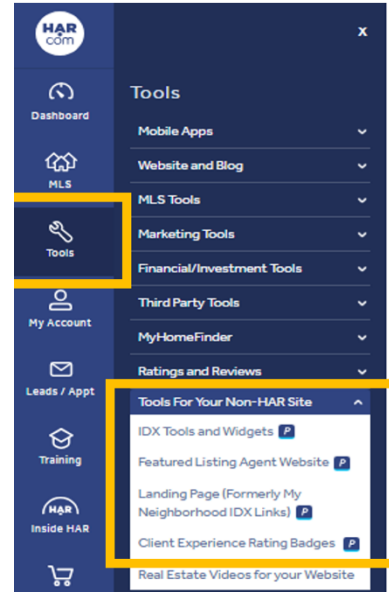 HAR
com
x
Dashboard
MLS
Tools
My Account
Leads / Appt
Training
HAR
Inside HAR
Tools
Mobile Apps
Website and Blog
MLS Tools
Marketing Tools
Financial/Investment Tools
Third Party Tools
MyHomeFinder
Ratings and Reviews
Tools For Your Non-HAR Site
IDX Tools and Widgets P
Featured Listing Agent Website P
Landing Page (Formerly My
Neighborhood IDX Links) P
Client Experience Rating Badges P
Real Estate Videos for your Website